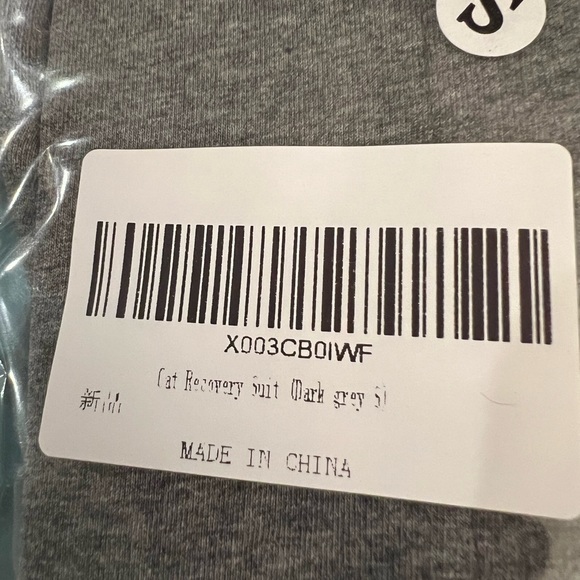 S
X003CB0IWF
Cat Recovery Suit (Dark grey S)
新品
MADE IN CHINA